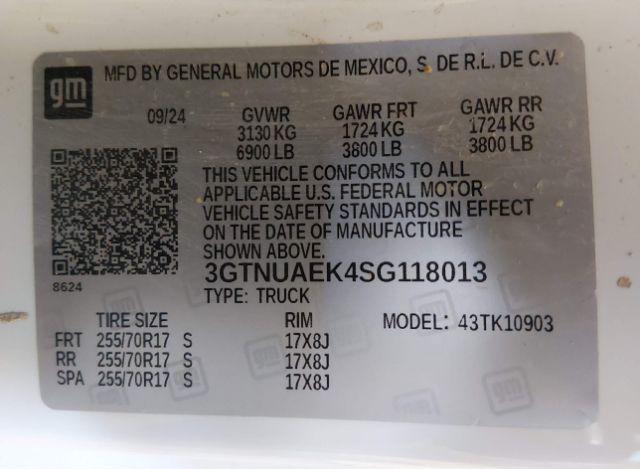 gm MFD BY GENERAL MOTORS DE MEXICO, S. DE R.L. DE C.V.
09/24 GVWR GAWR FRT GAWR RR
3130 KG 1724 KG 1724 KG
6900 LB 3800 LB 3800 LB
THIS VEHICLE CONFORMS TO ALL
APPLICABLE U.S. FEDERAL MOTOR
VEHICLE SAFETY STANDARDS IN EFFECT
ON THE DATE OF MANUFACTURE
SHOWN ABOVE.
8624
3GTNUAEK4SG118013
TYPE: TRUCK
TIRE SIZE RIM MODEL: 43TK10903
FRT 255/70R17 S 17X8J
RR 255/70R17 S 17X8J
SPA 255/70R17 S 17X8J